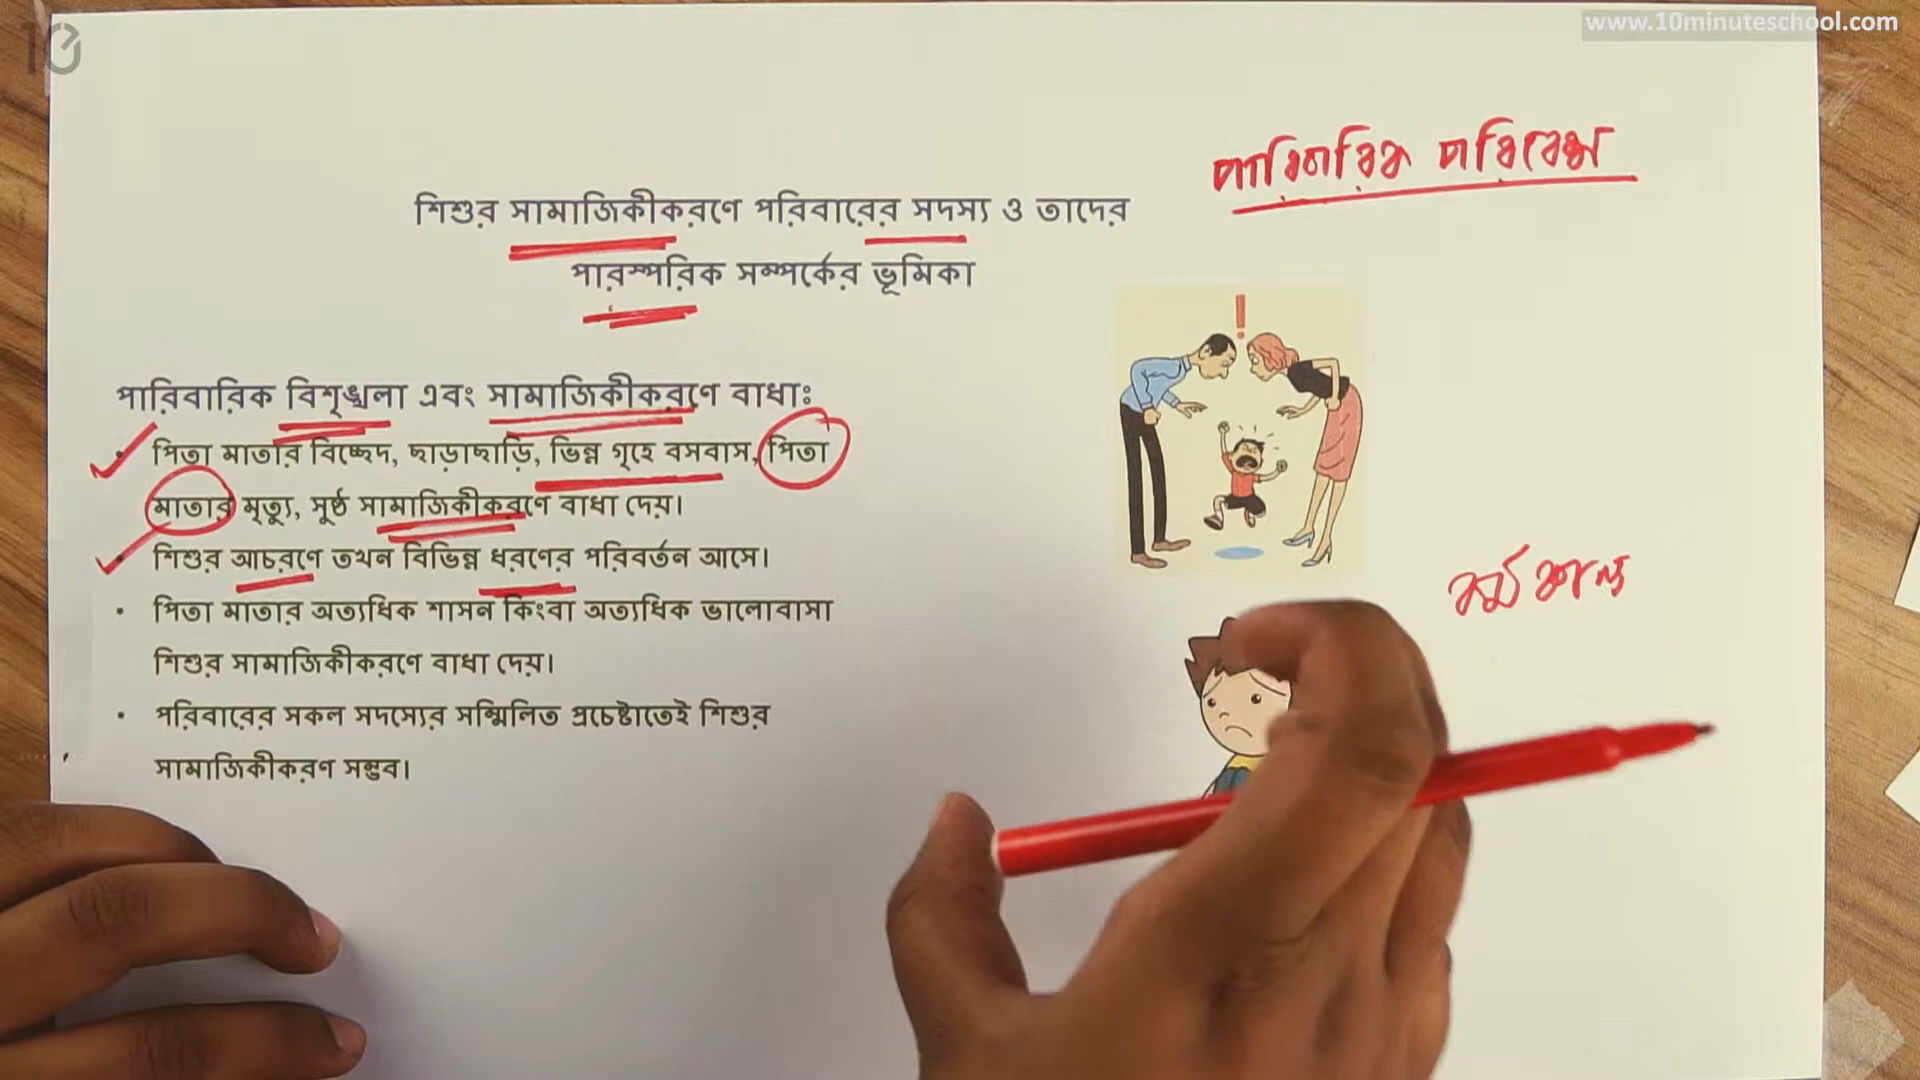 10
www.10minuteschool.com
পারিবারিক পরিবেশ
শিশুর সামাজিকীকরণে পরিবারের সদস্য ও তাদের
পারস্পরিক সম্পর্কের ভূমিকা
পারিবারিক বিশৃঙ্খলা এবং সামাজিকীকরণে বাধাঃ
• পিতা মাতার বিচ্ছেদ, ছাড়াছাড়ি, ভিন্ন গৃহে বসবাস, পিতা
মাতার মৃত্যু, সুষ্ঠ সামাজিকীকরণে বাধা দেয়।
• শিশুর আচরণে তখন বিভিন্ন ধরণের পরিবর্তন আসে।
• পিতা মাতার অত্যধিক শাসন কিংবা অত্যধিক ভালোবাসা
শিশুর সামাজিকীকরণে বাধা দেয়।
• পরিবারের সকল সদস্যের সম্মিলিত প্রচেষ্টাতেই শিশুর
সামাজিকীকরণ সম্ভব।